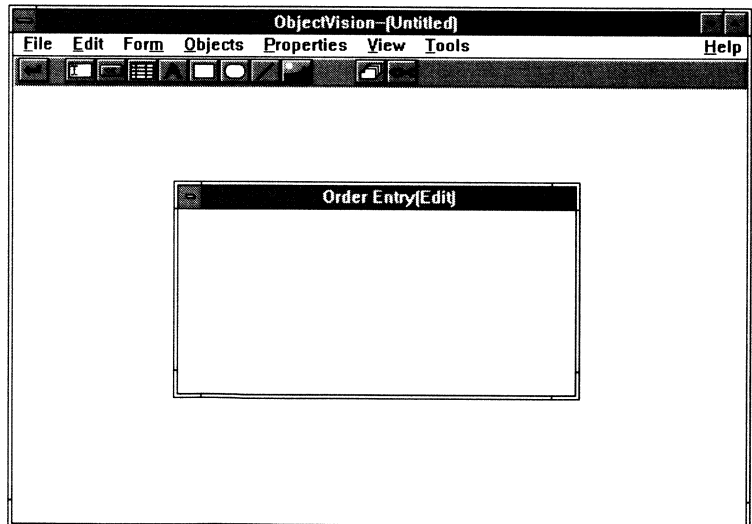 ObjectVision–(Untitled)
File Edit Form Objects Properties View Tools Help
Order Entry(Edit)